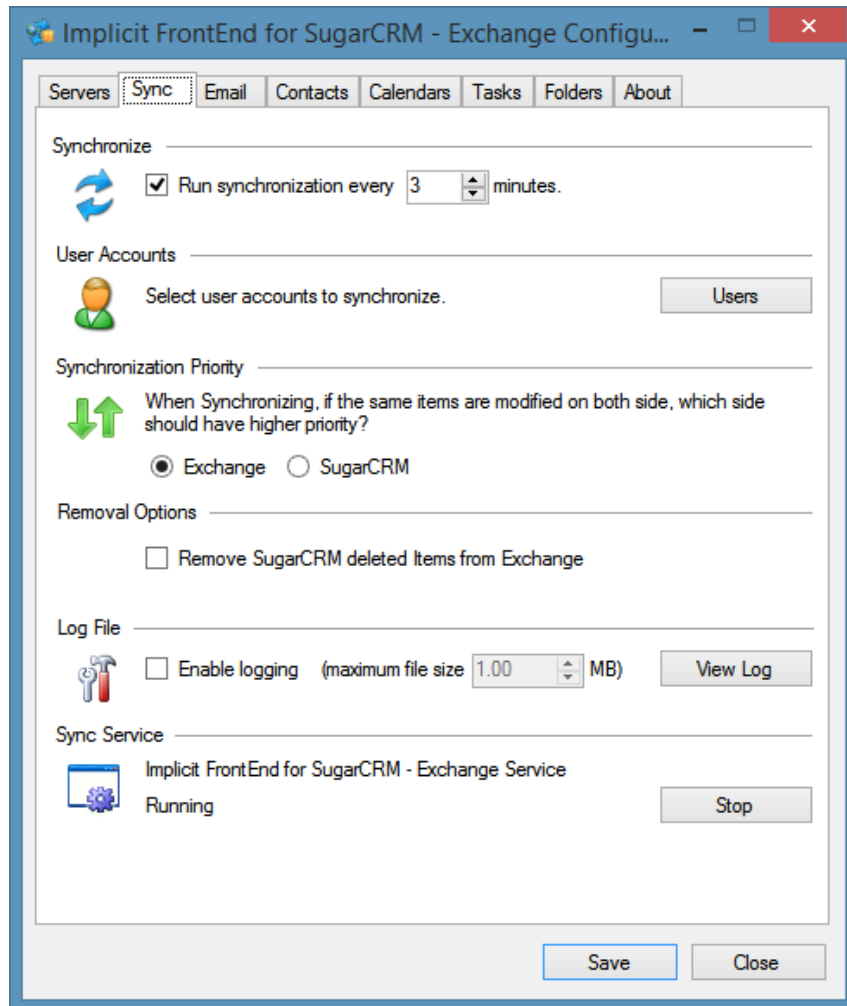 Implicit FrontEnd for SugarCRM - Exchange Configu...
Servers Sync Email Contacts Calendars Tasks Folders About
Synchronize
Run synchronization every 3 minutes.
User Accounts
Select user accounts to synchronize. Users
Synchronization Priority
When Synchronizing, if the same items are modified on both side, which side
should have higher priority?
Exchange SugarCRM
Removal Options
Remove SugarCRM deleted Items from Exchange
Log File
Enable logging (maximum file size 1.00 MB) View Log
Sync Service
Implicit FrontEnd for SugarCRM - Exchange Service
Running Stop
Save Close